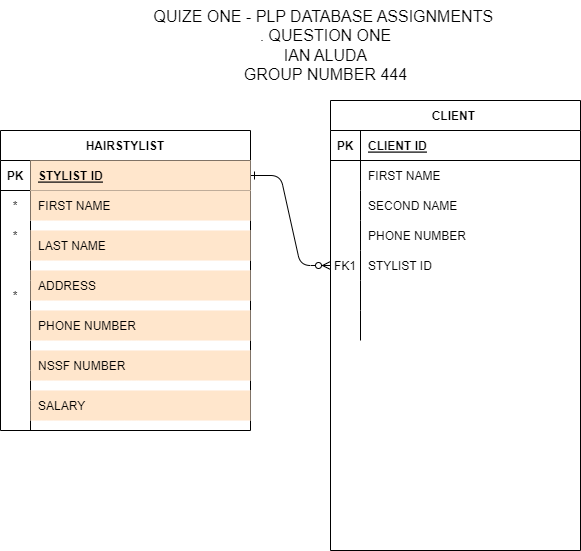 QUIZE ONE - PLP DATABASE ASSIGNMENTS
. QUESTION ONE
IAN ALUDA
GROUP NUMBER 444
HAIRSTYLIST
PK STYLIST ID
* FIRST NAME
* LAST NAME
* ADDRESS
PHONE NUMBER
NSSF NUMBER
SALARY
CLIENT
PK CLIENT ID
FIRST NAME
SECOND NAME
PHONE NUMBER
FK1 STYLIST ID